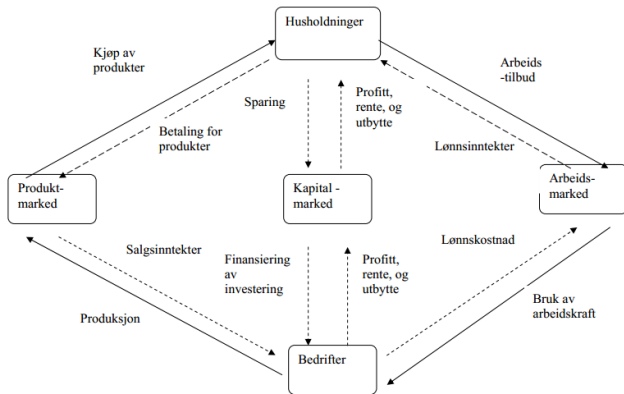 Husholdninger
Kjøp av
produkter
Arbeids
-tilbud
Sparing
Profitt,
rente, og
utbytte
Betaling for
produkter
Lønnsinntekter
Produkt-
marked
Kapital -
marked
Arbeids-
marked
Salgsinntekter
Finansiering
av
investering
Profitt,
rente, og
utbytte
Lønnskostnad
Produksjon
Bruk av
arbeidskraft
Bedrifter